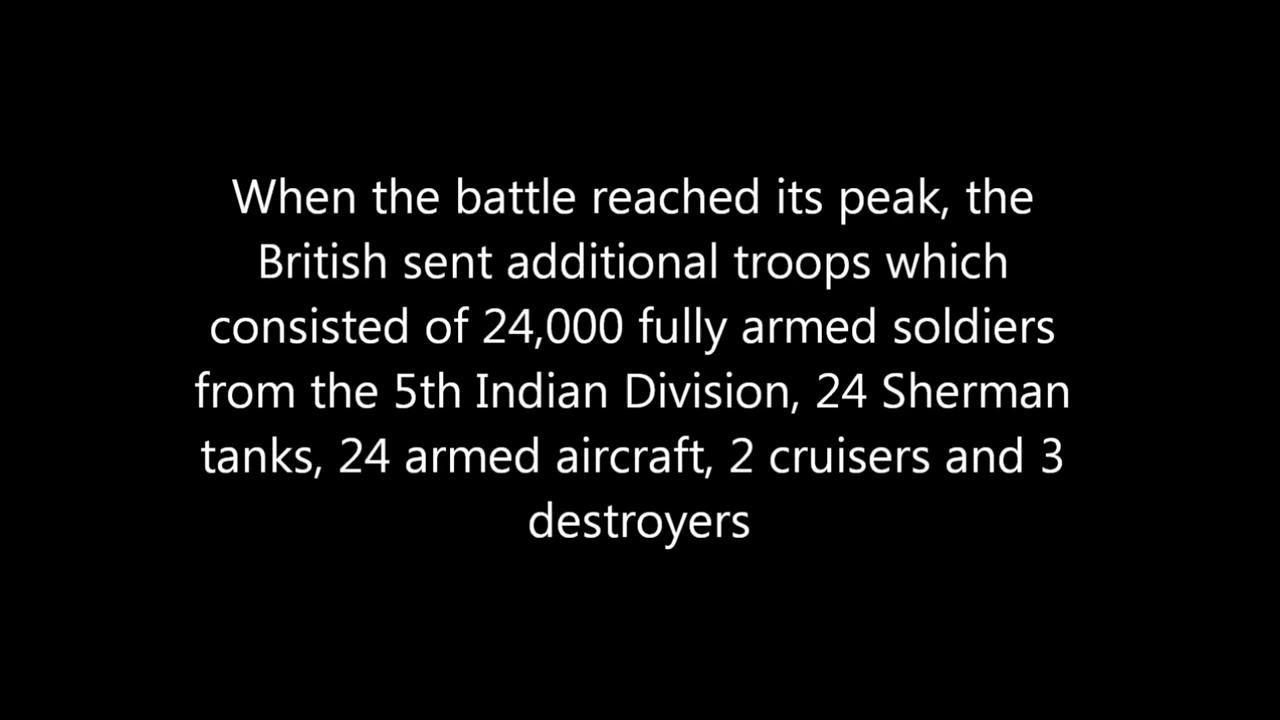 When the battle reached its peak, the
British sent additional troops which
consisted of 24,000 fully armed soldiers
from the 5th Indian Division, 24 Sherman
tanks, 24 armed aircraft, 2 cruisers and 3
destroyers